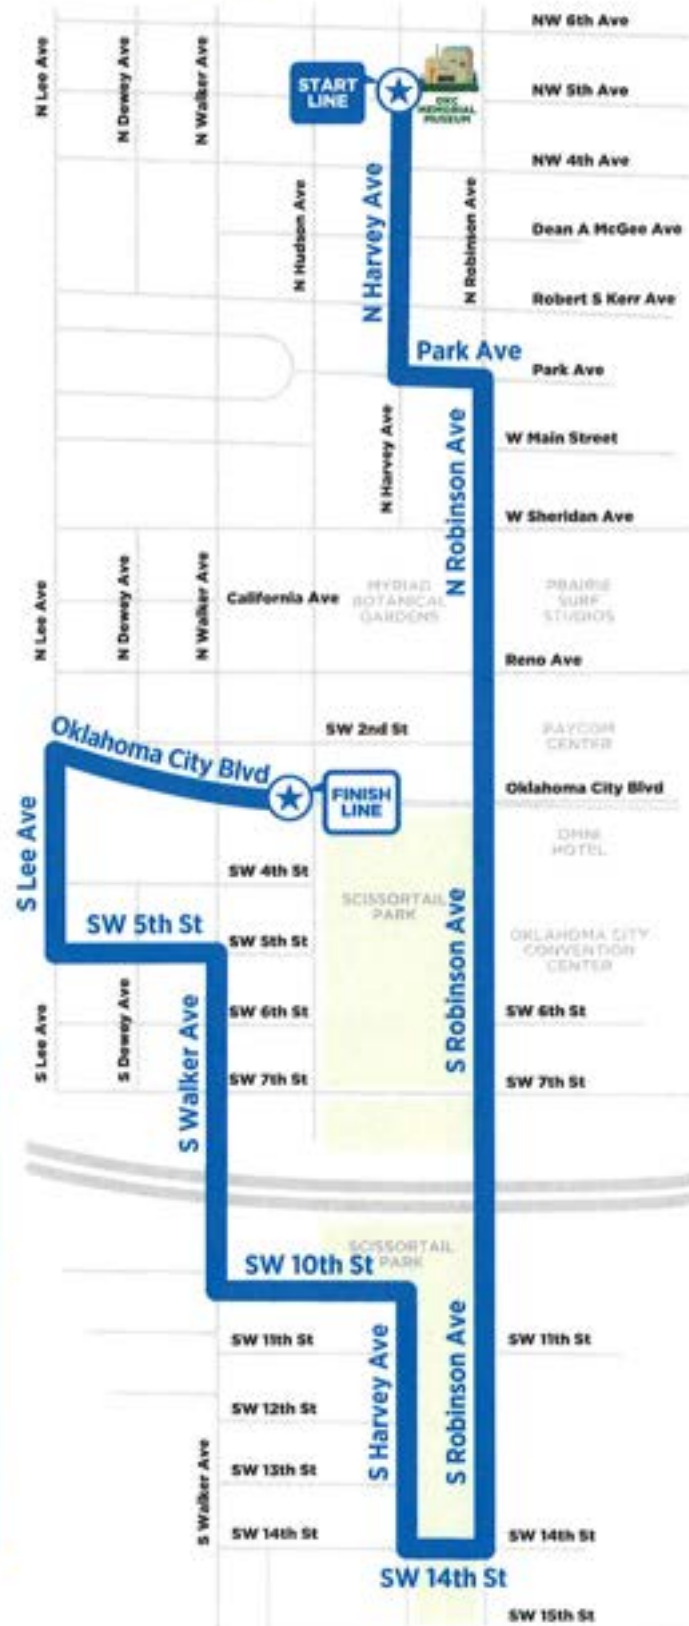 NW 6th Ave
N Lee Ave
N Dewey Ave
N Walker Ave
START
LINE
OKC
MEMORIAL
MUSEUM
NW 5th Ave
NW 4th Ave
N Hudson Ave
N Harvey Ave
N Robinson Ave
Dean A McGee Ave
Robert S Kerr Ave
Park Ave
Park Ave
N Harvey Ave
N Robinson Ave
W Main Street
W Sheridan Ave
N Lee Ave
N Dewey Ave
N Walker Ave
California Ave
MYRIAD
BOTANICAL
GARDENS
PRAIRIE
SURF
STUDIOS
Reno Ave
SW 2nd St
PAYCOM
CENTER
Oklahoma City Blvd
FINISH
LINE
Oklahoma City Blvd
OMNI
HOTEL
S Lee Ave
SW 4th St
SCISSORTAIL
PARK
S Robinson Ave
SW 5th St
SW 5th St
OKLAHOMA CITY
CONVENTION
CENTER
S Lee Ave
S Dewey Ave
S Walker Ave
SW 6th St
SW 6th St
SW 7th St
SW 7th St
SCISSORTAIL
PARK
SW 10th St
S Harvey Ave
S Robinson Ave
SW 11th St
SW 11th St
SW 12th St
S Walker Ave
SW 13th St
SW 14th St
SW 14th St
SW 14th St
SW 15th St